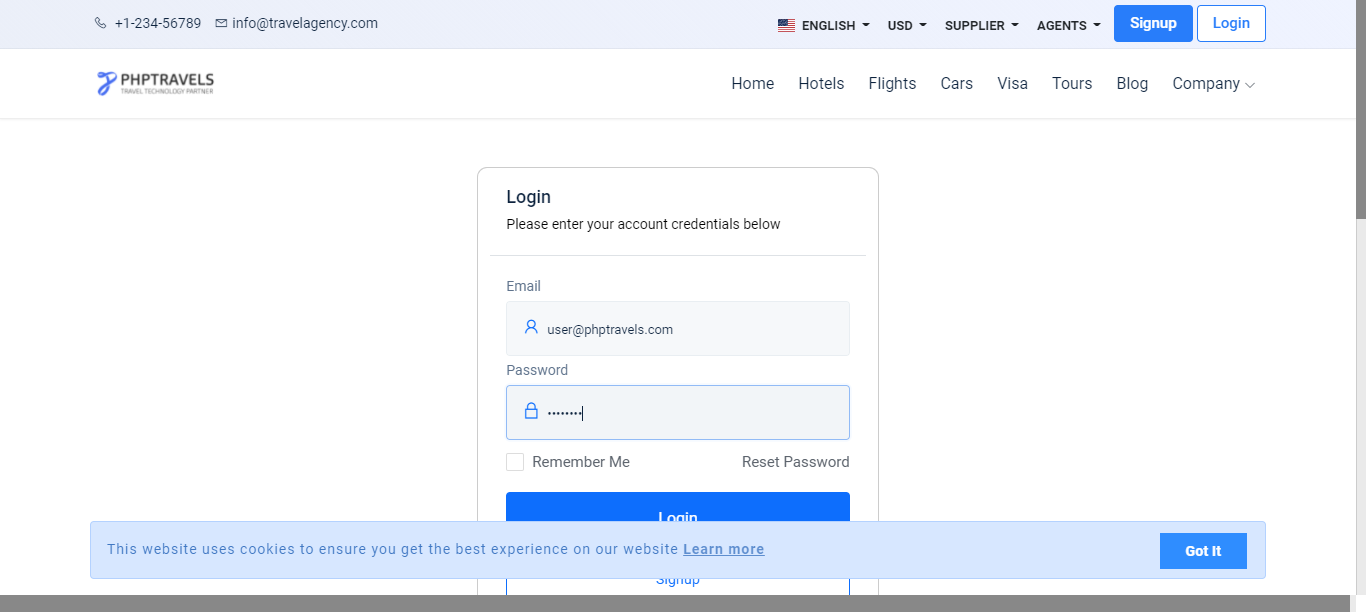 +1-234-56789 info@travelagency.com ENGLISH USD SUPPLIER AGENTS Signup Login
PHPTRAVELS
TRAVEL TECHNOLOGY PARTNER
Home Hotels Flights Cars Visa Tours Blog Company
Login
Please enter your account credentials below
Email
user@phptravels.com
Password
••••••••
Remember Me Reset Password
Login
This website uses cookies to ensure you get the best experience on our website Learn more Got It
Signup